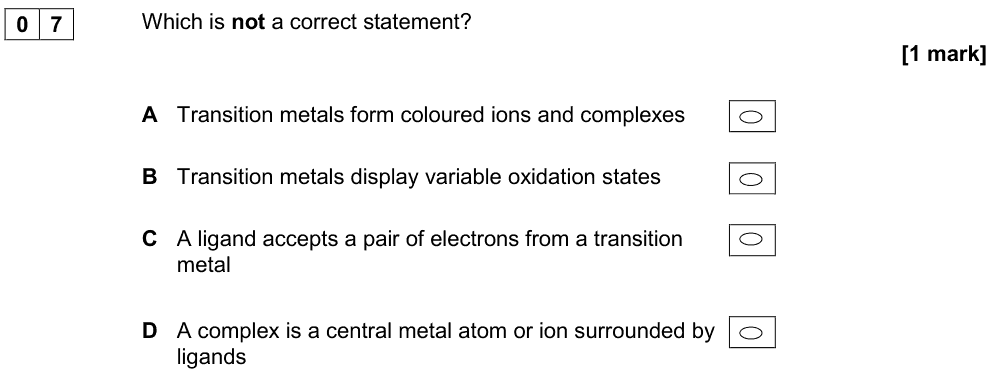 0 7 Which is not a correct statement?
[1 mark]
A Transition metals form coloured ions and complexes
B Transition metals display variable oxidation states
C A ligand accepts a pair of electrons from a transition
metal
D A complex is a central metal atom or ion surrounded by
ligands